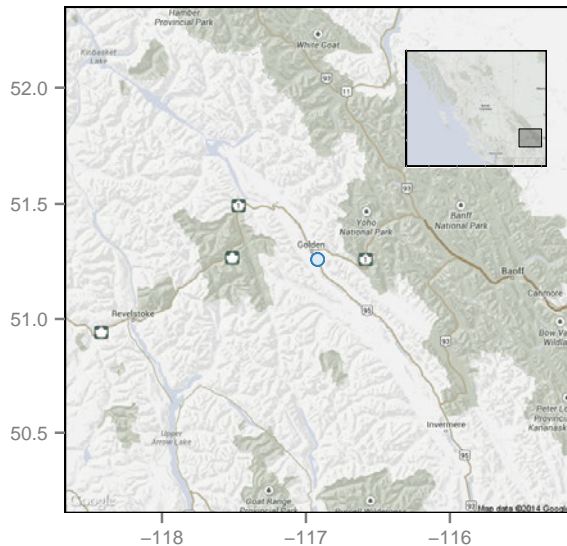 Hamber
Provincial Park
White Goat
Kinbasket
Lake
93
11
52.0
93
51.5
1
Yoho
National Park
Banff
National Park
Golden
1
Banff
Canmore
51.0
Revelstoke
95
93
Bow Va
Wildla
Peter Lo
Provinci
Kananask
Invermere
50.5
Upper
Arrow Lake
95
Goat Range
Provincial Park
Google
Map data ©2014 Google
−118
−117
−116